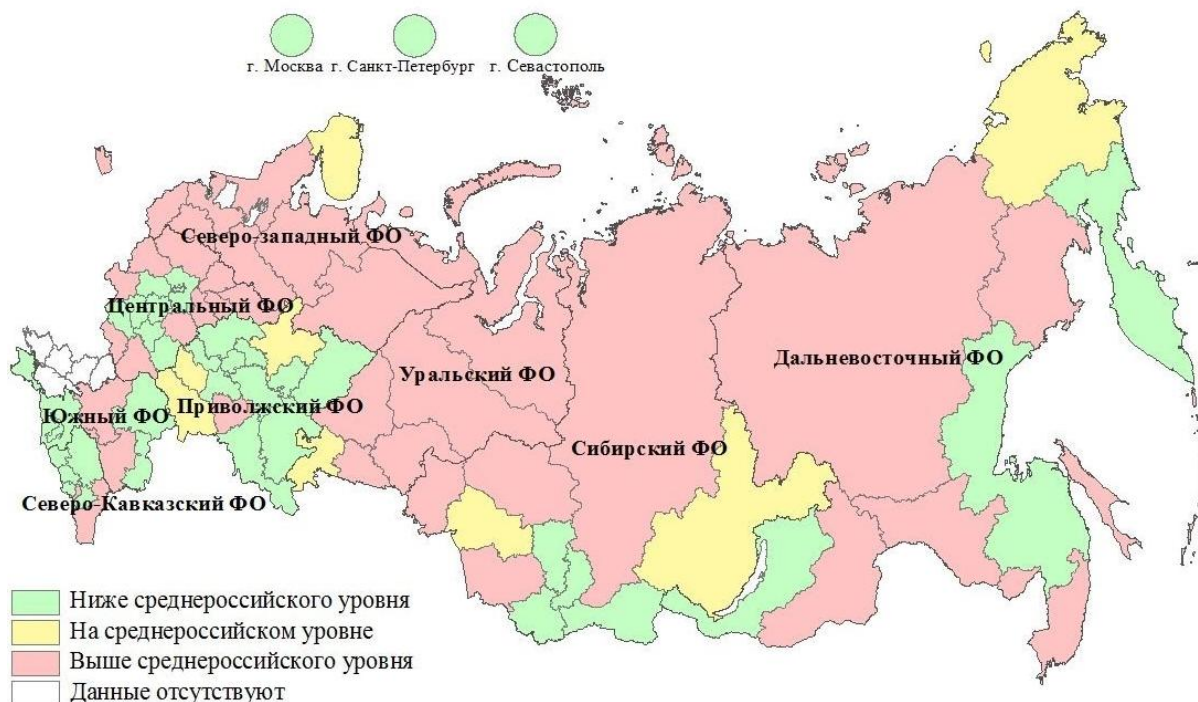 г. Москва г. Санкт-Петербург г. Севастополь
Северо-западный ФО
Центральный ФО
Дальневосточный ФО
Уральский ФО
Южный ФО
Приволжский ФО
Сибирский ФО
Северо-Кавказский ФО
Ниже среднероссийского уровня
На среднероссийском уровне
Выше среднероссийского уровня
Данные отсутствуют